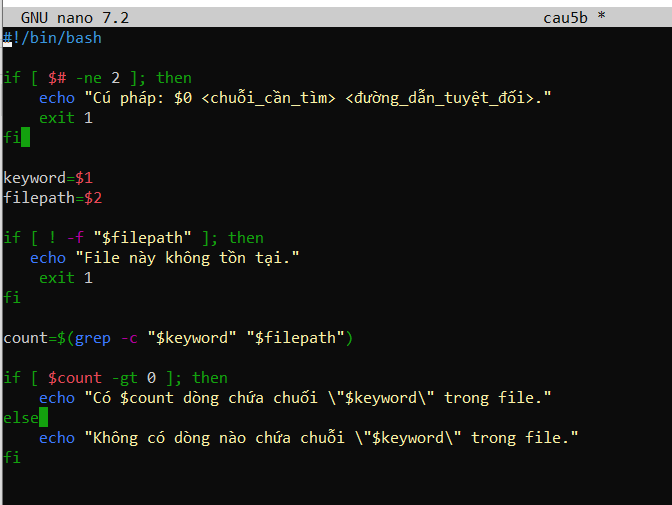 GNU nano 7.2 cau5b *
#!/bin/bash
if [ $# -ne 2 ]; then
echo "Cú pháp: $0 <chuỗi_cần_tìm> <đường_dẫn_tuyệt_đối>."
exit 1
fi
keyword=$1
filepath=$2
if [ ! -f "$filepath" ]; then
echo "File này không tồn tại."
exit 1
fi
count=$(grep -c "$keyword" "$filepath")
if [ $count -gt 0 ]; then
echo "Có $count dòng chứa chuối \"$keyword\" trong file."
else
echo "Không có dòng nào chứa chuỗi \"$keyword\" trong file."
fi